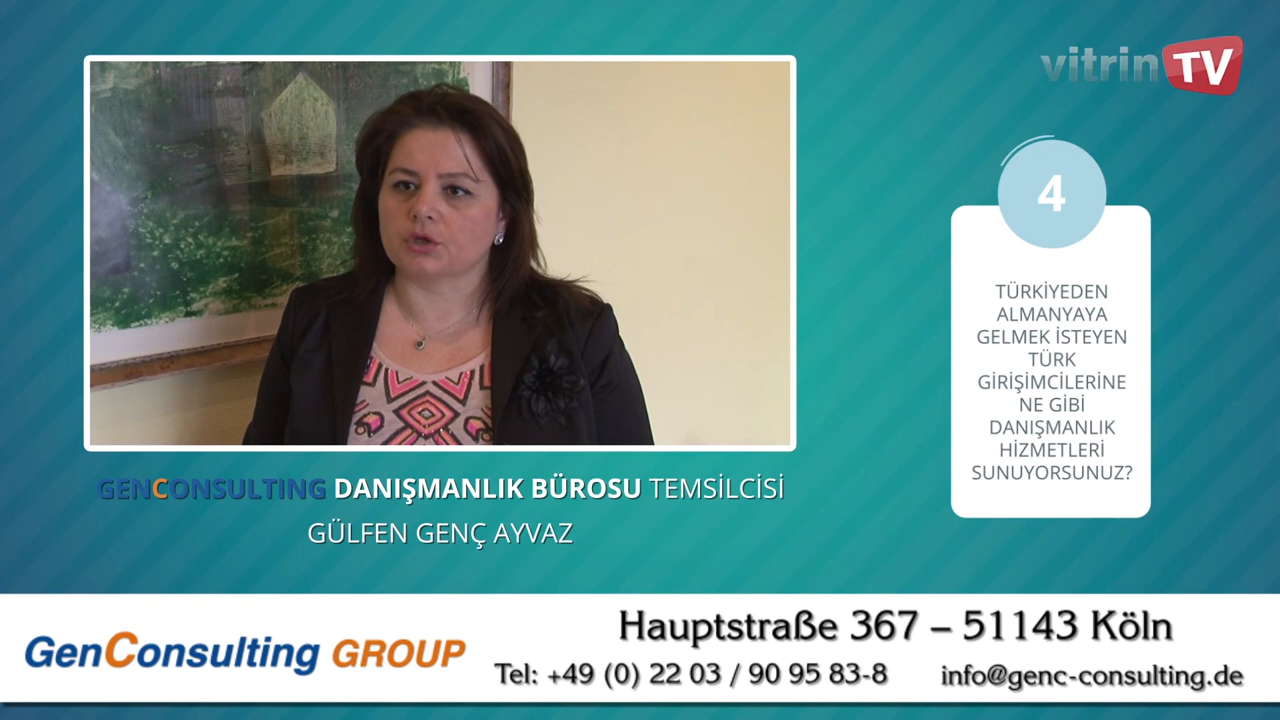 vitrinTV
4
TÜRKİYEDEN
ALMANYAYA
GELMEK İSTEYEN
TÜRK
GİRİŞİMCİLERİNE
NE GİBİ
DANIŞMANLIK
HİZMETLERİ
SUNUYORSUNUZ?
GENCONSULTING DANIŞMANLIK BÜROSU TEMSİLCİSİ
GÜLFEN GENÇ AYVAZ
GenConsulting GROUP
Hauptstraße 367 – 51143 Köln
Tel: +49 (0) 22 03 / 90 95 83-8
info@genc-consulting.de